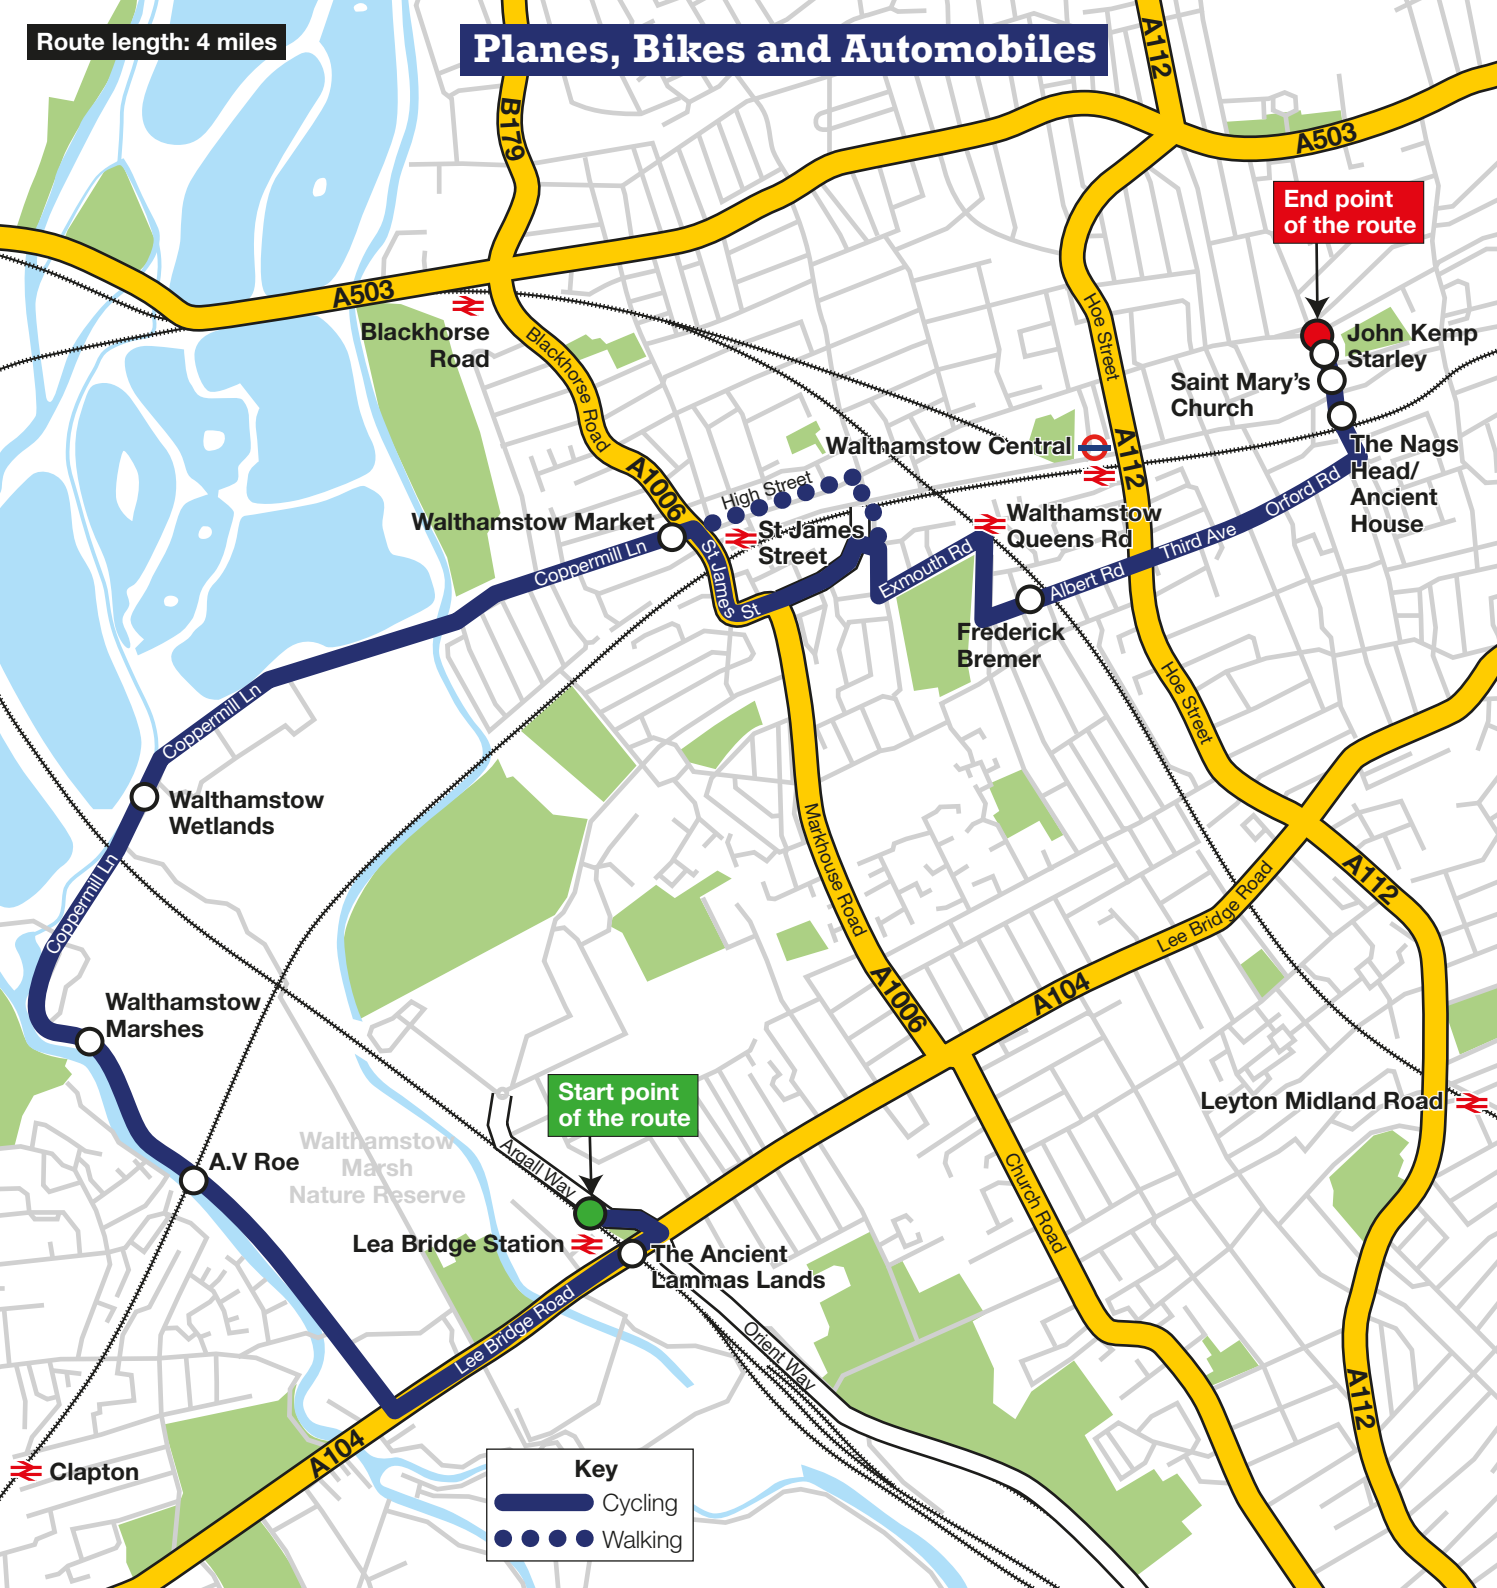 Route length: 4 miles
Planes, Bikes and Automobiles
A112
B179
A503
End point
of the route
A503
Blackhorse
Road
Blackhorse Road
Hoe Street
John Kemp
Starley
Saint Mary's
Church
Walthamstow Central
A112
The Nags
Head/
Ancient
House
A1006
High Street
Orford Rd
Walthamstow Market
St James
Street
Walthamstow
Queens Rd
Coppermill Ln
St James
St
Exmouth Rd
Albert Rd
Third Ave
Frederick
Bremer
Coppermill Ln
Hoe Street
Walthamstow
Wetlands
Markhouse Road
Coppermill Ln
Lee Bridge Road
A112
A1006
A104
Walthamstow
Marshes
Start point
of the route
Leyton Midland Road
Walthamstow
Marsh
Nature Reserve
A.V Roe
Argall Way
Church Road
Lea Bridge Station
The Ancient
Lammas Lands
Lee Bridge Road
Orient Way
A112
A104
Clapton
Key
Cycling
Walking